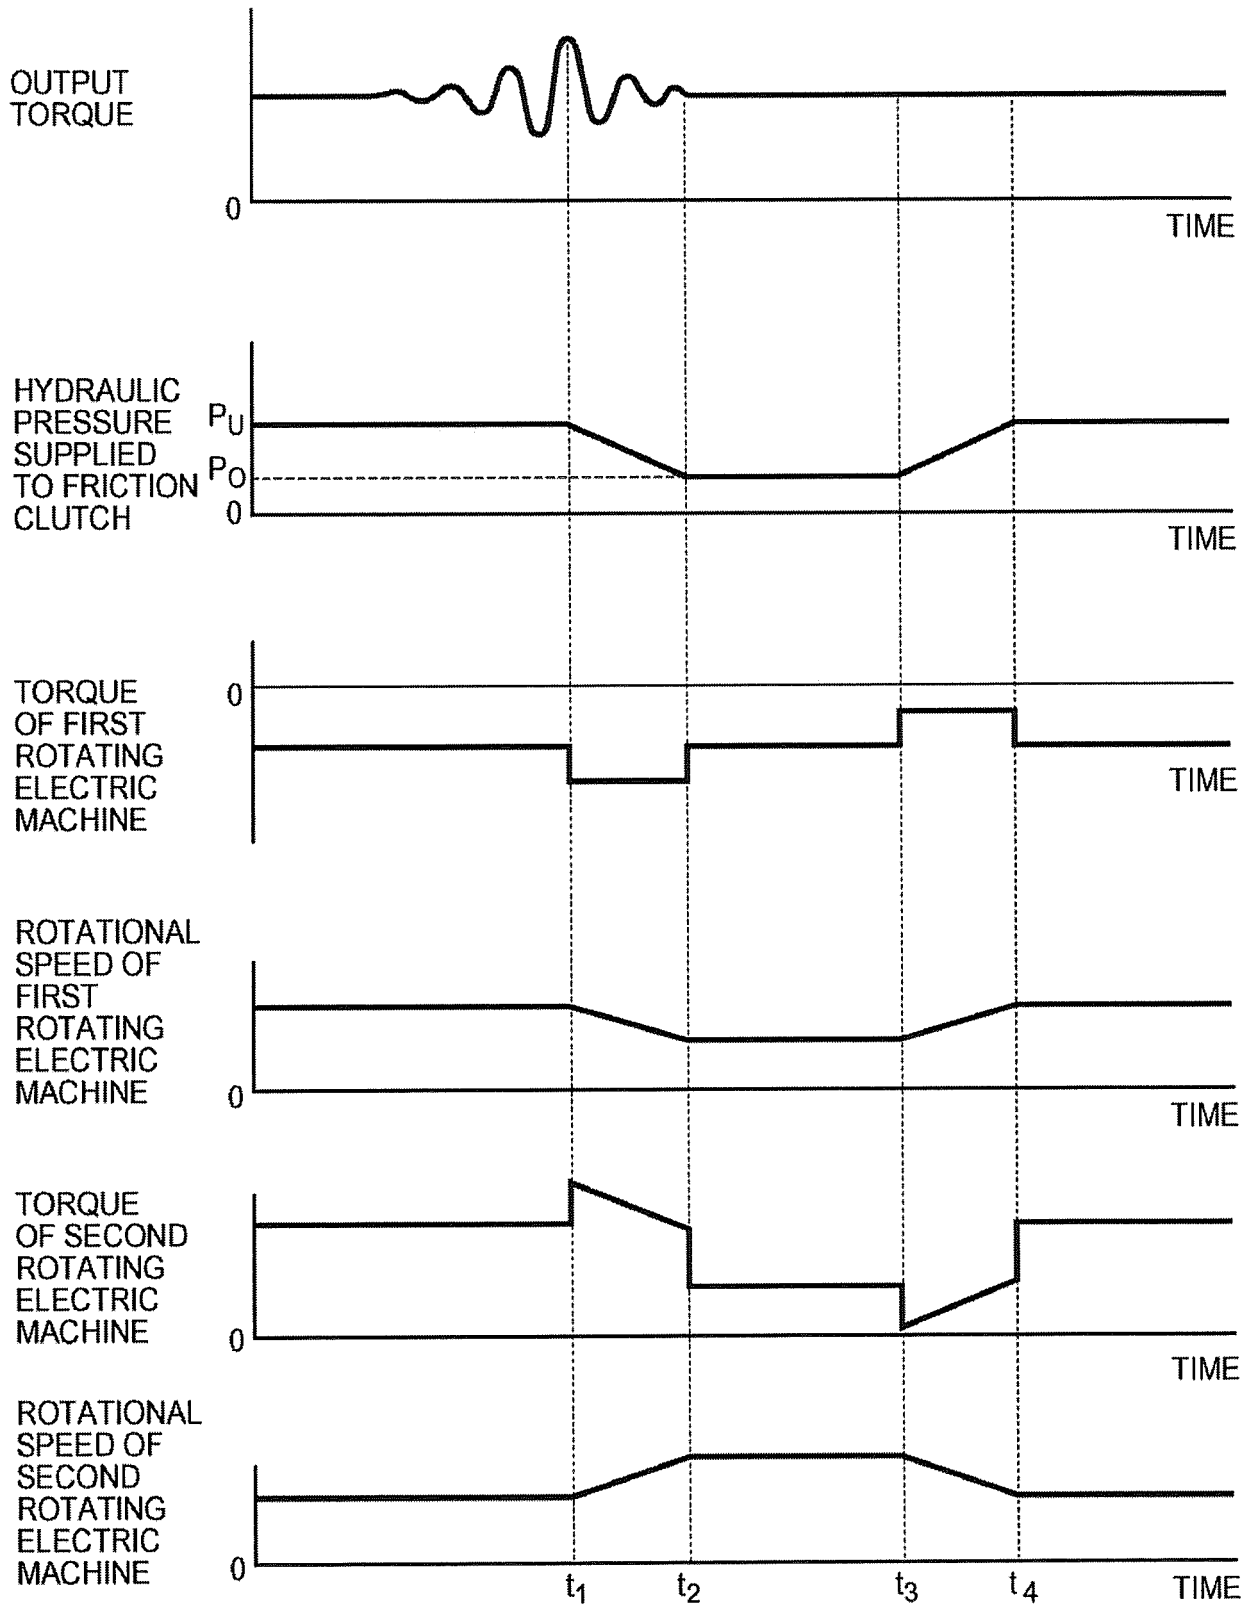 OUTPUT
TORQUE
0
TIME
HYDRAULIC
PRESSURE
SUPPLIED
TO FRICTION
CLUTCH
PU
PO
0
TIME
TORQUE
OF FIRST
ROTATING
ELECTRIC
MACHINE
0
TIME
ROTATIONAL
SPEED OF
FIRST
ROTATING
ELECTRIC
MACHINE
0
TIME
TORQUE
OF SECOND
ROTATING
ELECTRIC
MACHINE
0
TIME
ROTATIONAL
SPEED OF
SECOND
ROTATING
ELECTRIC
MACHINE
0
t1 t2 t3 t4 TIME